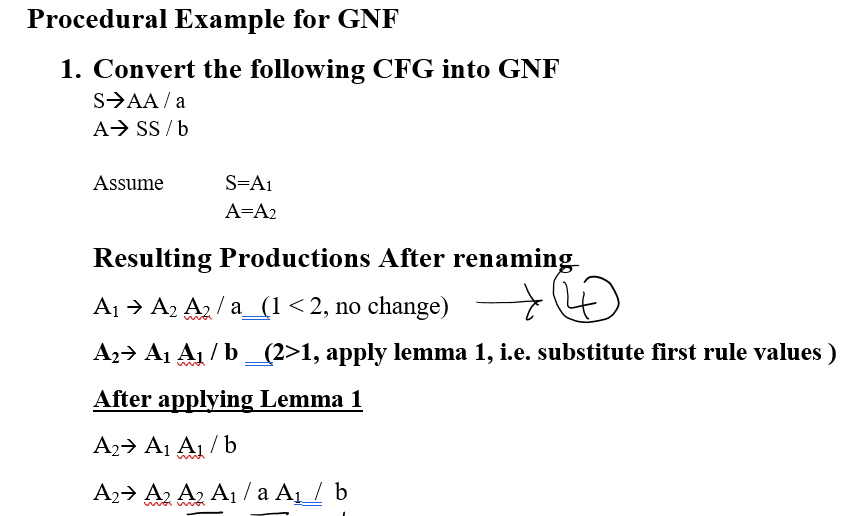 Procedural Example for GNF
1. Convert the following CFG into GNF
S→AA / a
A→ SS / b
Assume S=A₁
A=A₂
Resulting Productions After renaming
A₁ → A₂ A₂ / a (1 < 2, no change) → 4
A₂→ A₁ A₁ / b (2>1, apply lemma 1, i.e. substitute first rule values )
After applying Lemma 1
A₂→ A₁ A₁ / b
A₂→ A₂ A₂ A₁ / a A₁ / b